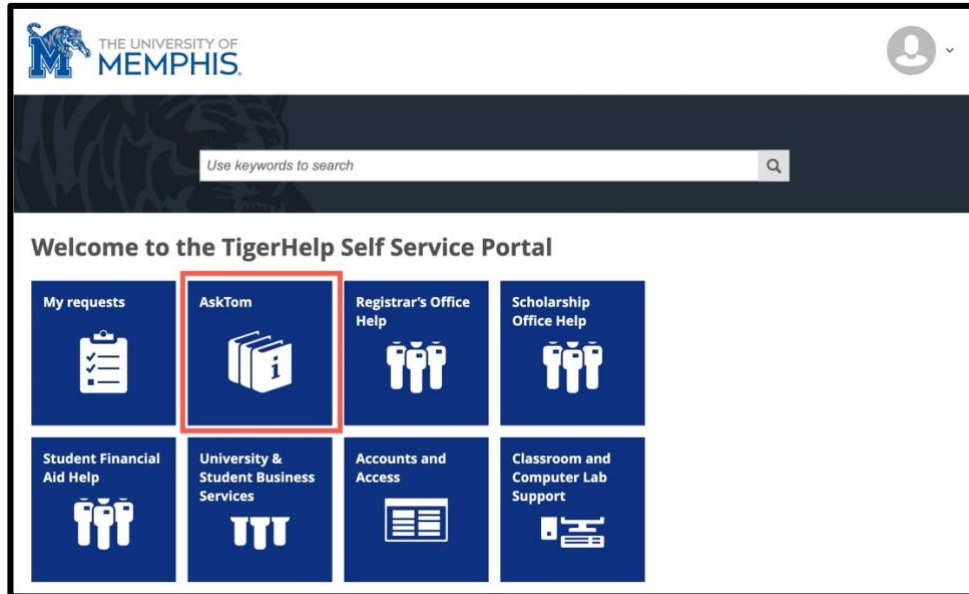 THE UNIVERSITY OF
MEMPHIS.
Use keywords to search
Welcome to the TigerHelp Self Service Portal
My requests
AskTom
i
Registrar's Office
Help
Scholarship
Office Help
Student Financial
Aid Help
University &
Student Business
Services
Accounts and
Access
Classroom and
Computer Lab
Support